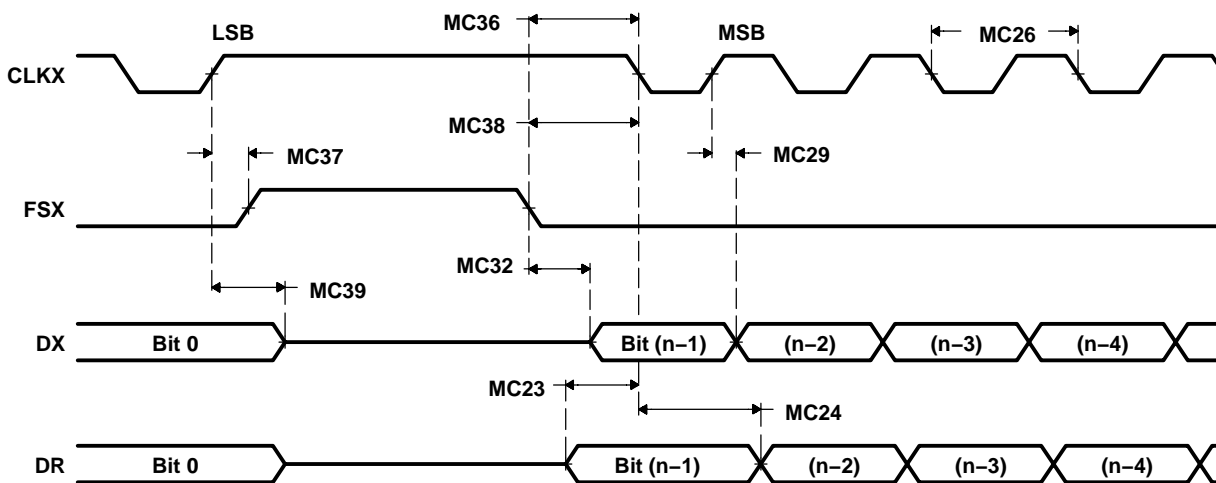 LSB
MC36
MSB
MC26
CLKX
MC38
MC37
MC29
FSX
MC32
MC39
DX
Bit 0
Bit (n−1)
(n−2)
(n−3)
(n−4)
MC23
MC24
DR
Bit 0
Bit (n−1)
(n−2)
(n−3)
(n−4)